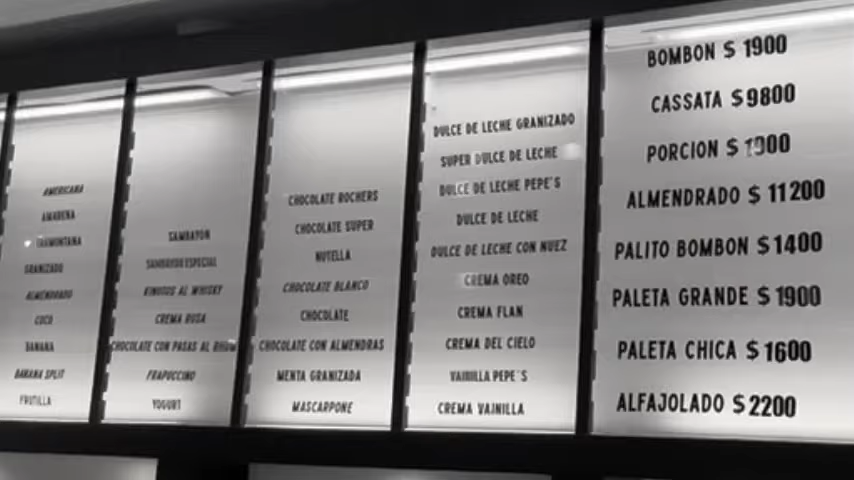 AMERICANA
AMARENA
TRAMONTANA
GRANIZADO
ALMENDRADO
COCO
BANANA
BANANA SPLIT
FRUTILLA
SAMBAYON
SAMBAYON ESPECIAL
KINOTOS AL WHISKY
CREMA RUSA
CHOCOLATE CON PASAS AL RHUM
FRAPUCCINO
YOGURT
CHOCOLATE ROCHERS
CHOCOLATE SUPER
NUTELLA
CHOCOLATE BLANCO
CHOCOLATE
CHOCOLATE CON ALMENDRAS
MENTA GRANIZADA
MASCARPONE
DULCE DE LECHE GRANIZADO
SUPER DULCE DE LECHE
DULCE DE LECHE PEPE'S
DULCE DE LECHE
DULCE DE LECHE CON NUEZ
CREMA OREO
CREMA FLAN
CREMA DEL CIELO
VAINILLA PEPE'S
CREMA VAINILLA
BOMBON $ 1900
CASSATA $9800
PORCION $
ALMENDRADO $ 11200
PALITO BOMBON $1400
PALETA GRANDE $ 1900
PALETA CHICA $ 1600
ALFAJOLADO $ 2200